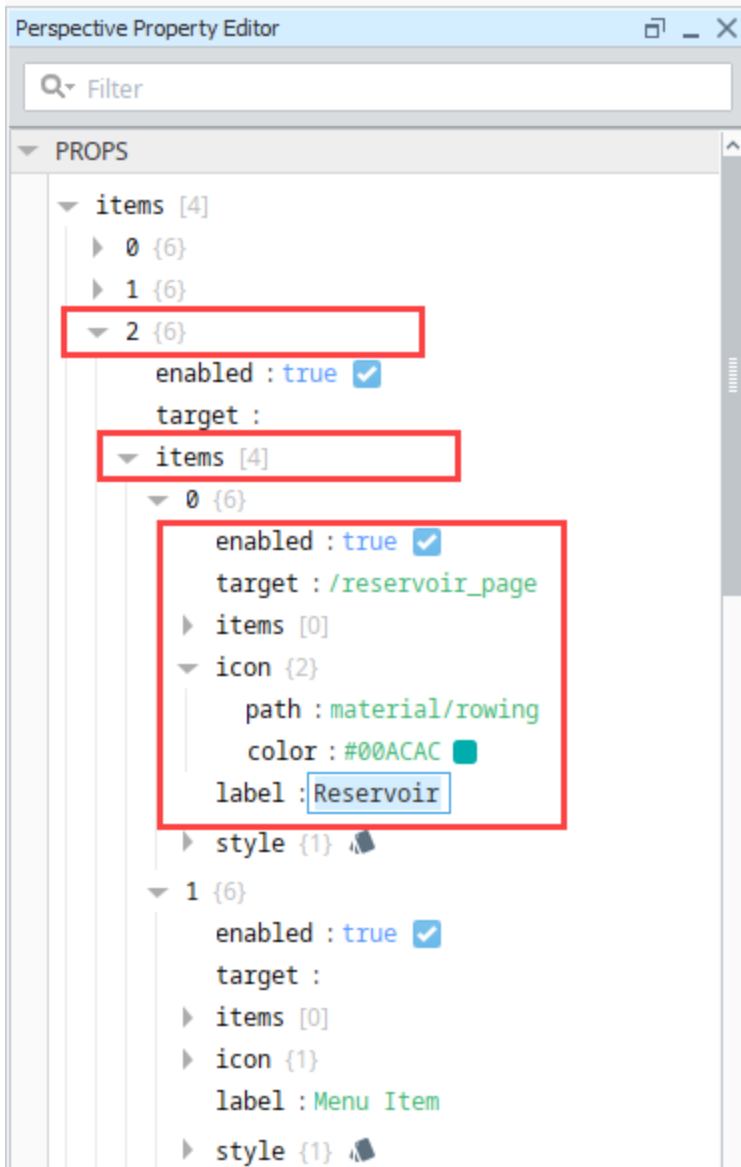 Perspective Property Editor
Filter
PROPS
items [4]
0 {6}
1 {6}
2 {6}
enabled : true
target :
items [4]
0 {6}
enabled : true
target : /reservoir_page
items [0]
icon {2}
path : material/rowing
color : #00ACAC
label : Reservoir
style {1}
1 {6}
enabled : true
target :
items [0]
icon {1}
label : Menu Item
style {1}